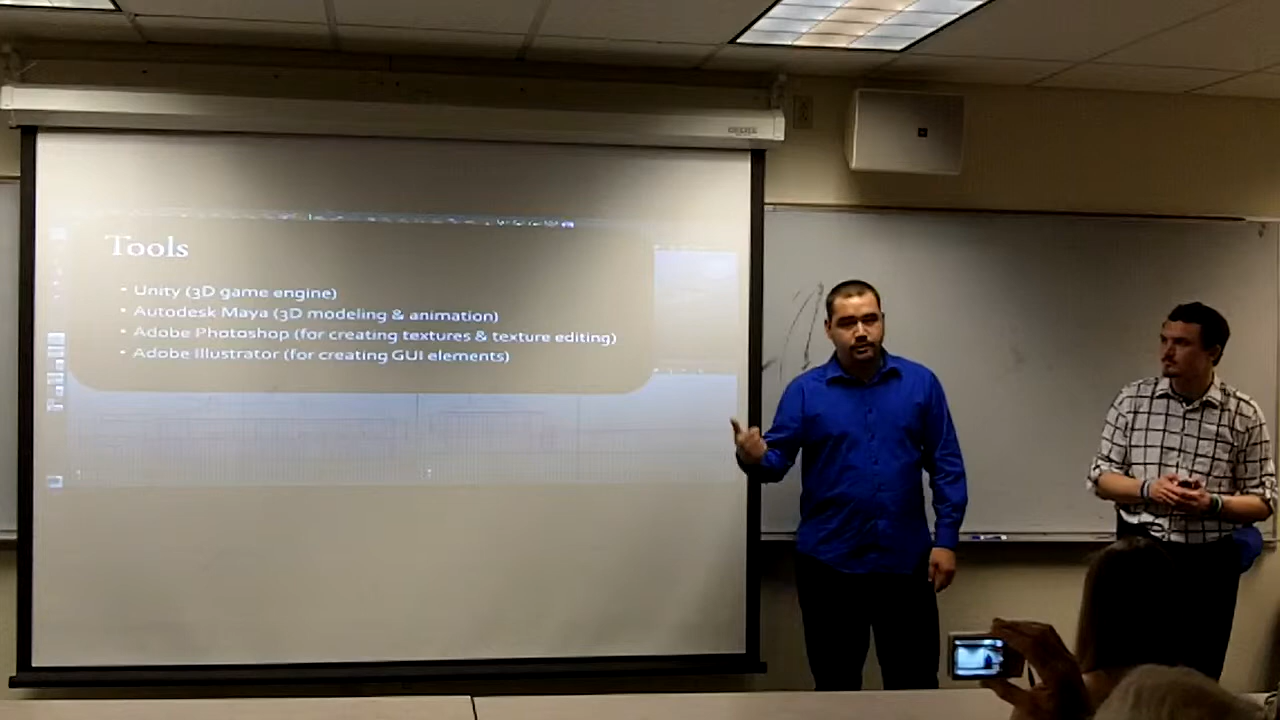 Tools
• Unity (3D game engine)
• Autodesk Maya (3D modeling & animation)
• Adobe Photoshop (for creating textures & texture editing)
• Adobe Illustrator (for creating GUI elements)